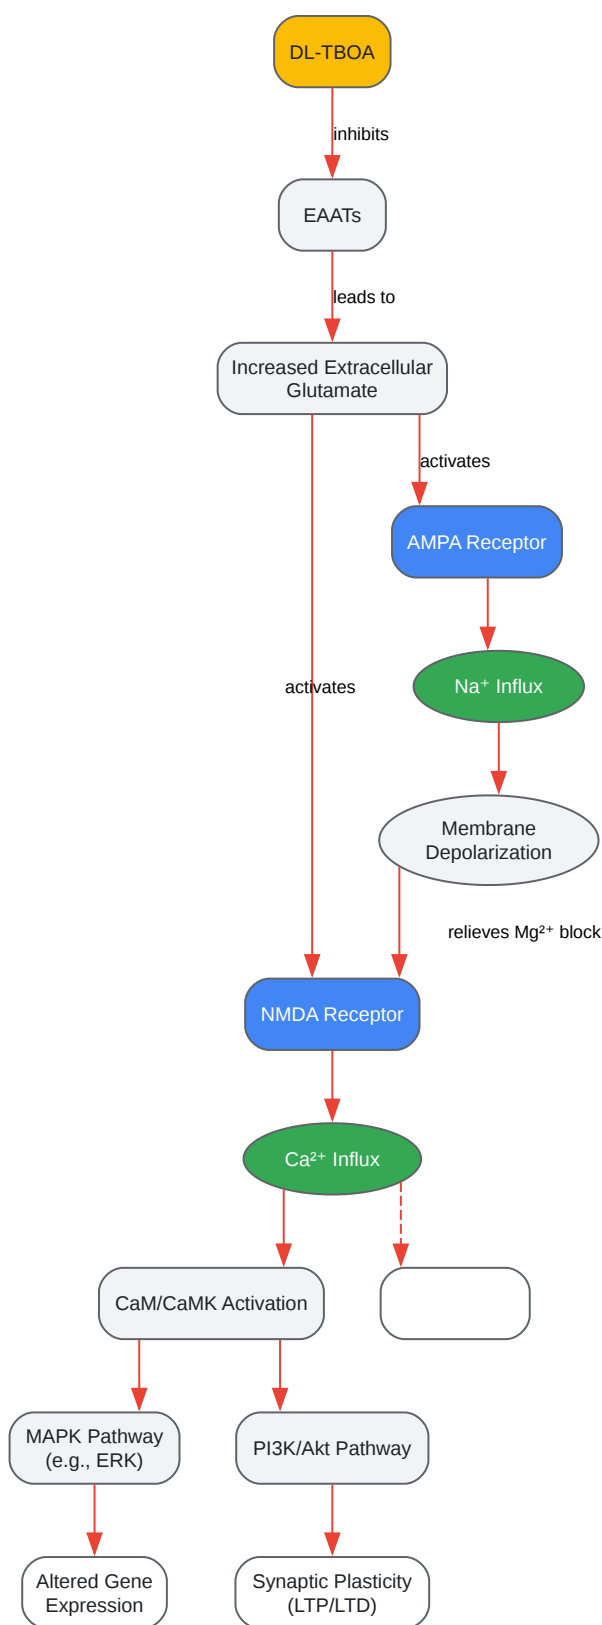 DL-TBOA
inhibits
EAATs
leads to
Increased Extracellular
Glutamate
activates
AMPA Receptor
activates
Na⁺ Influx
Membrane
Depolarization
relieves Mg²⁺ block
NMDA Receptor
Ca²⁺ Influx
CaM/CaMK Activation
MAPK Pathway
(e.g., ERK)
PI3K/Akt Pathway
Altered Gene
Expression
Synaptic Plasticity
(LTP/LTD)